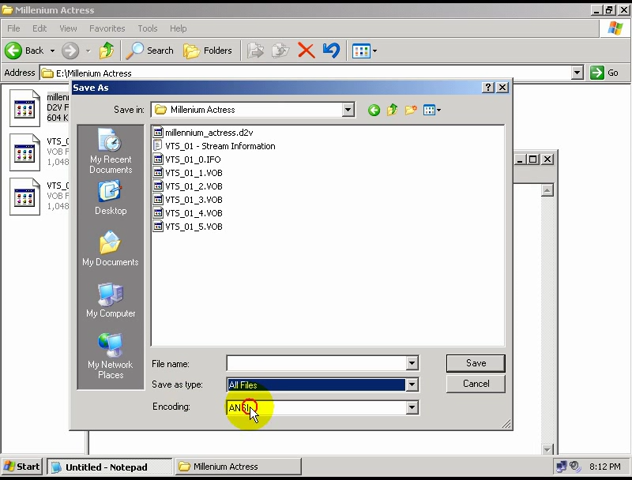 Millenium Actress
File Edit View Favorites Tools Help
Back Search Folders
Address E:\Millenium Actress Go
Save As
Save in: Millenium Actress
D2V F
604 K
VTS_0
VOB F
1,048
VTS_0
VOB F
1,048
My Recent
Documents
Desktop
My Documents
My Computer
My Network
Places
millennium_actress.d2v
VTS_01 - Stream Information
VTS_01_0.IFO
VTS_01_1.VOB
VTS_01_2.VOB
VTS_01_3.VOB
VTS_01_4.VOB
VTS_01_5.VOB
File name: Save
Save as type: All Files Cancel
Encoding: ANSI
Start Untitled - Notepad Millenium Actress 8:12 PM